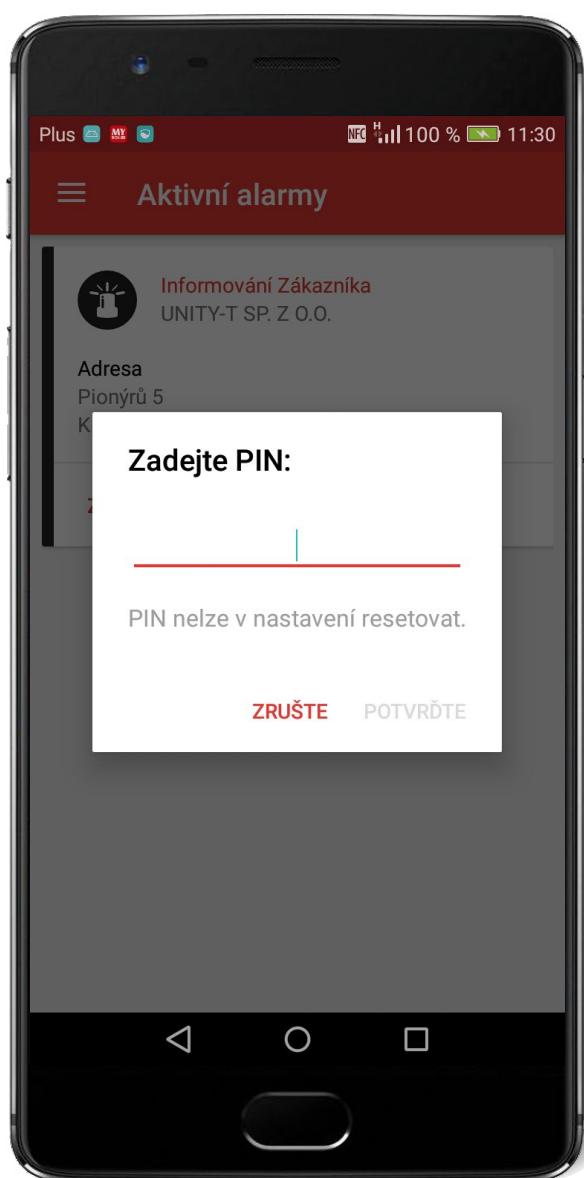 Plus MY NFC H 100 % 11:30
Aktivní alarmy
Informování Zákazníka
UNITY-T SP. Z O.O.
Adresa
Pionýrů 5
K
Zadejte PIN:
PIN nelze v nastavení resetovat.
ZRUŠTE POTVRĎTE